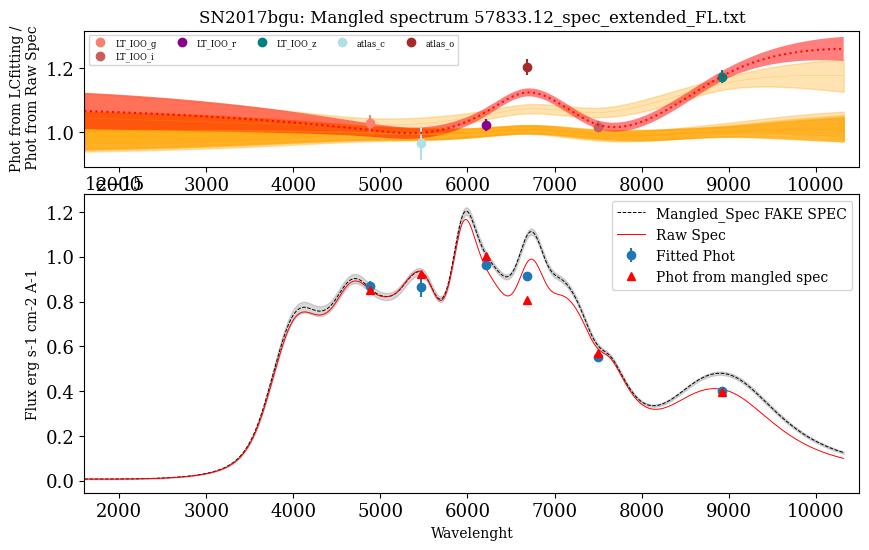 SN2017bgu: Mangled spectrum 57833.12_spec_extended_FL.txt
Phot from LCfitting /
Phot from Raw Spec
LT_IOO_g LT_IOO_r LT_IOO_z atlas_c atlas_o
LT_IOO_i
1.2
1.0
2000 3000 4000 5000 6000 7000 8000 9000 10000
1e−15
Flux erg s-1 cm-2 A-1
1.2
1.0
0.8
0.6
0.4
0.2
0.0
Mangled_Spec FAKE SPEC
Raw Spec
Fitted Phot
Phot from mangled spec
2000 3000 4000 5000 6000 7000 8000 9000 10000
Wavelenght